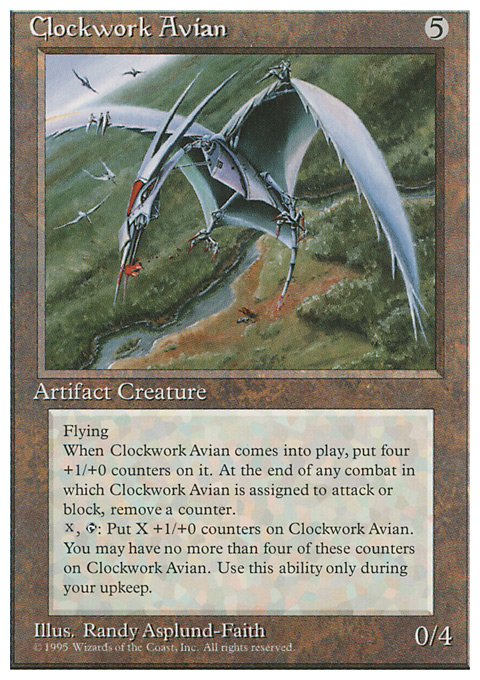 Clockwork Avian 5
Artifact Creature
Flying
When Clockwork Avian comes into play, put four
+1/+0 counters on it. At the end of any combat in
which Clockwork Avian is assigned to attack or
block, remove a counter.
X, T: Put X +1/+0 counters on Clockwork Avian.
You may have no more than four of these counters
on Clockwork Avian. Use this ability only during
your upkeep.
Illus. Randy Asplund-Faith
© 1995 Wizards of the Coast, Inc. All rights reserved.
0/4